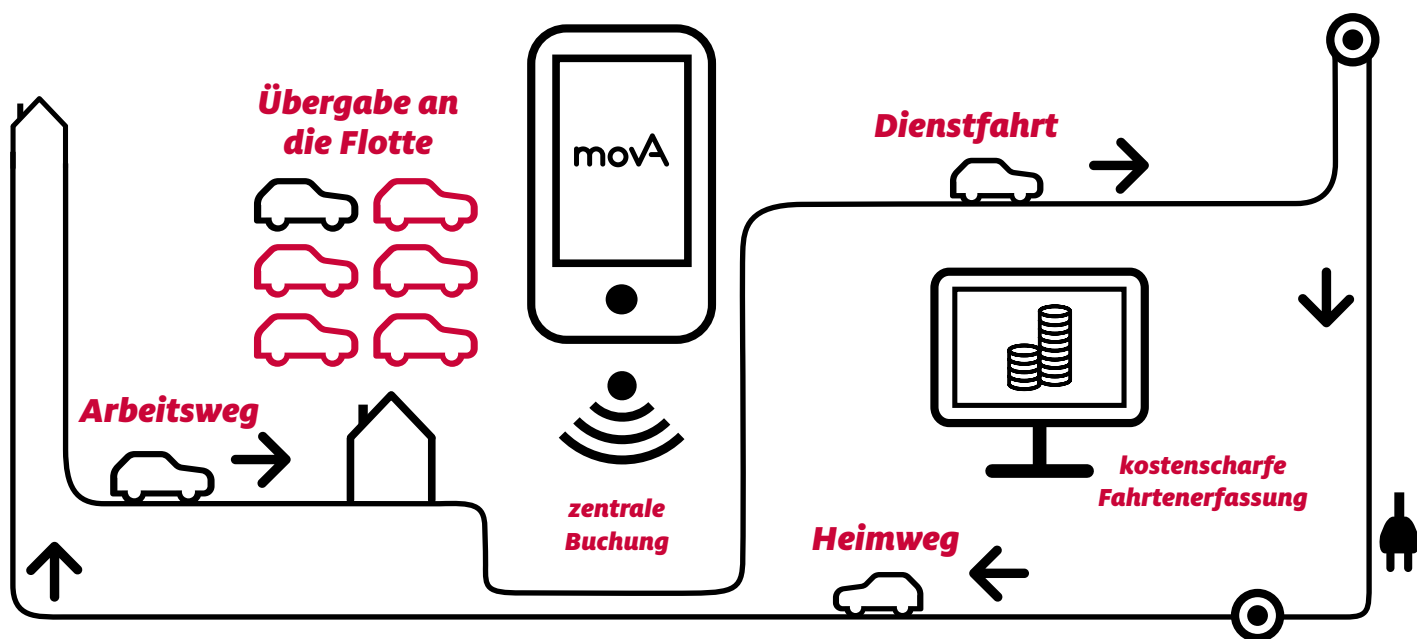 Übergabe an
die Flotte
movA
Dienstfahrt
Arbeitsweg
zentrale
Buchung
kostenscharfe
Fahrtenerfassung
Heimweg